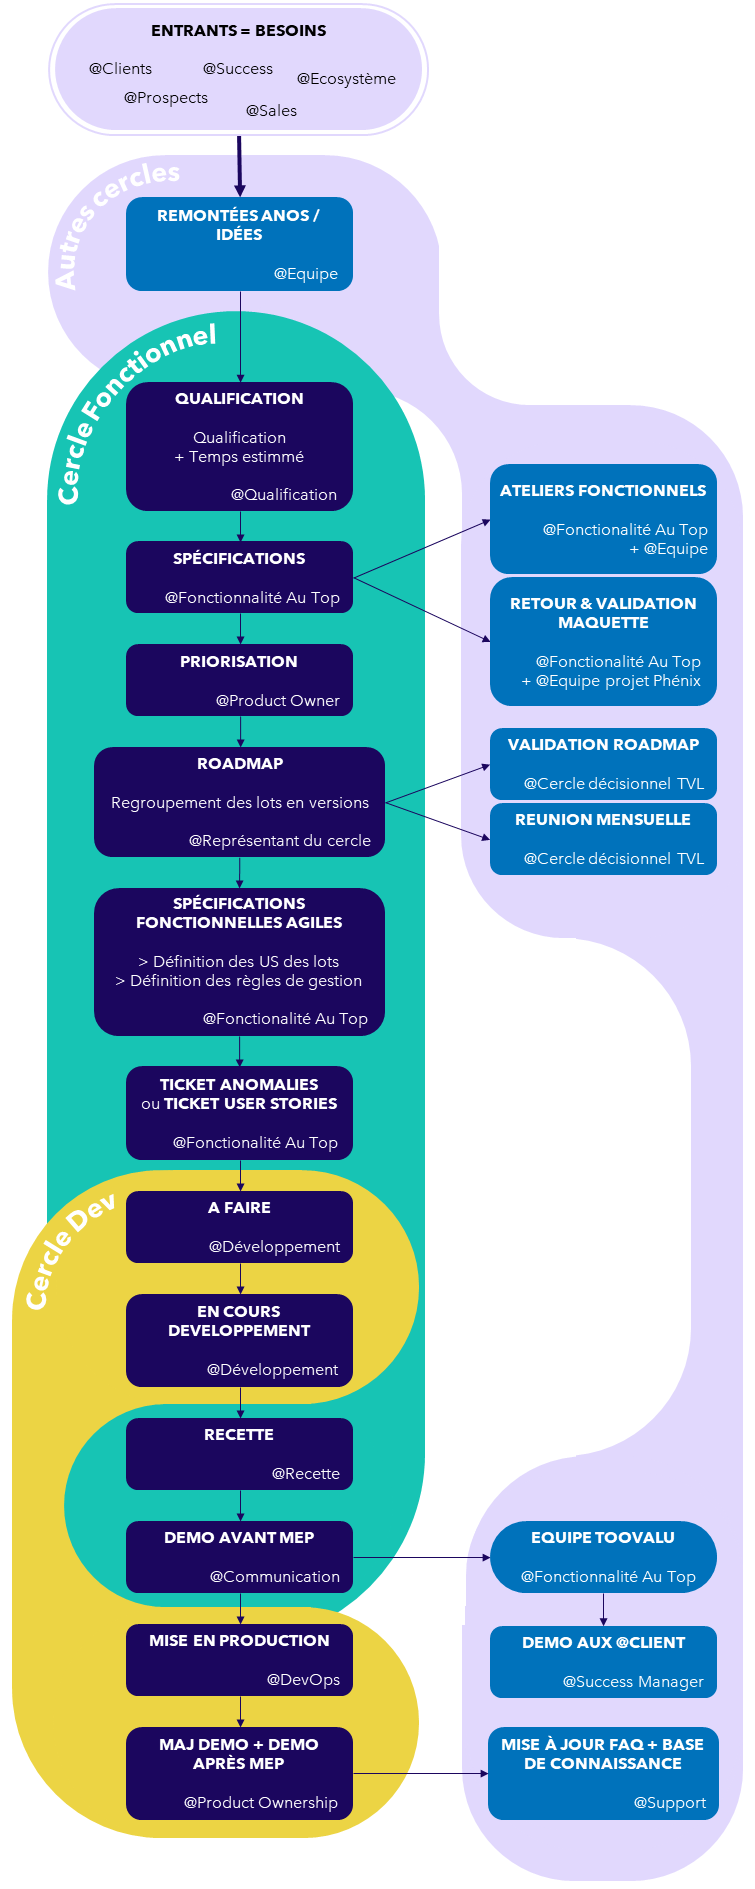 ENTRANTS = BESOINS
@Clients
@Success
@Ecosystème
@Prospects
@Sales
Autres cercles
REMONTÉES ANOS /
IDÉES
@Equipe
Cercle Fonctionnel
QUALIFICATION
Qualification
+ Temps estimmé
@Qualification
SPÉCIFICATIONS
@Fonctionnalité Au Top
ATELIERS FONCTIONNELS
@Fonctionalité Au Top
+ @Equipe
RETOUR & VALIDATION
MAQUETTE
@Fonctionalité Au Top
+ @Equipe projet Phénix
PRIORISATION
@Product Owner
ROADMAP
Regroupement des lots en versions
@Représentant du cercle
VALIDATION ROADMAP
@Cercle décisionnel TVL
REUNION MENSUELLE
@Cercle décisionnel TVL
SPÉCIFICATIONS
FONCTIONNELLES AGILES
> Définition des US des lots
> Définition des règles de gestion
@Fonctionalité Au Top
TICKET ANOMALIES
ou TICKET USER STORIES
@Fonctionalité Au Top
Cercle Dev
A FAIRE
@Développement
EN COURS
DEVELOPPEMENT
@Développement
RECETTE
@Recette
DEMO AVANT MEP
@Communication
EQUIPE TOOVALU
@Fonctionnalité Au Top
MISE EN PRODUCTION
@DevOps
DEMO AUX @CLIENT
@Success Manager
MAJ DEMO + DEMO
APRÈS MEP
@Product Ownership
MISE À JOUR FAQ + BASE
DE CONNAISSANCE
@Support